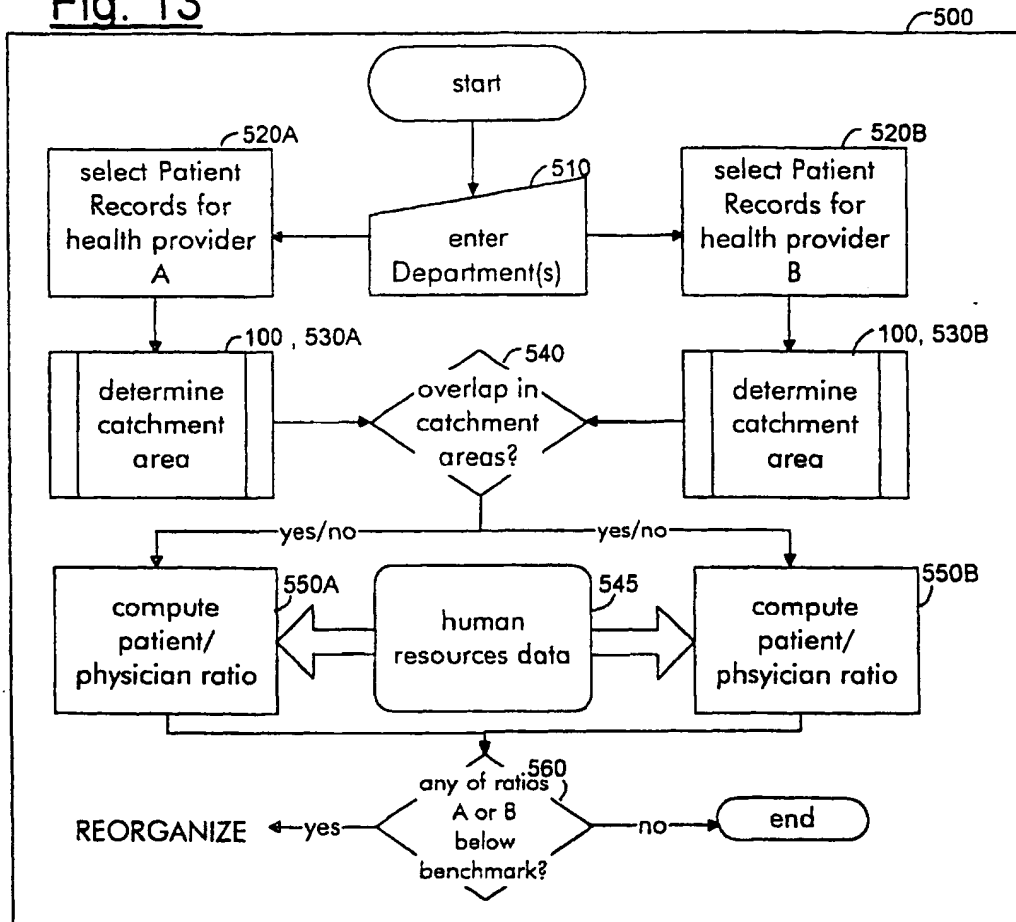 Fig. 13
500
start
520A
select Patient
Records for
health provider
A
510
enter
Department(s)
520B
select Patient
Records for
health provider
B
100 , 530A
determine
catchment
area
540
overlap in
catchment
areas?
100, 530B
determine
catchment
area
yes/no
yes/no
550A
compute
patient/
physician ratio
545
human
resources data
550B
compute
patient/
phsyician ratio
560
any of ratios
A or B
below
benchmark?
REORGANIZE
yes
no
end